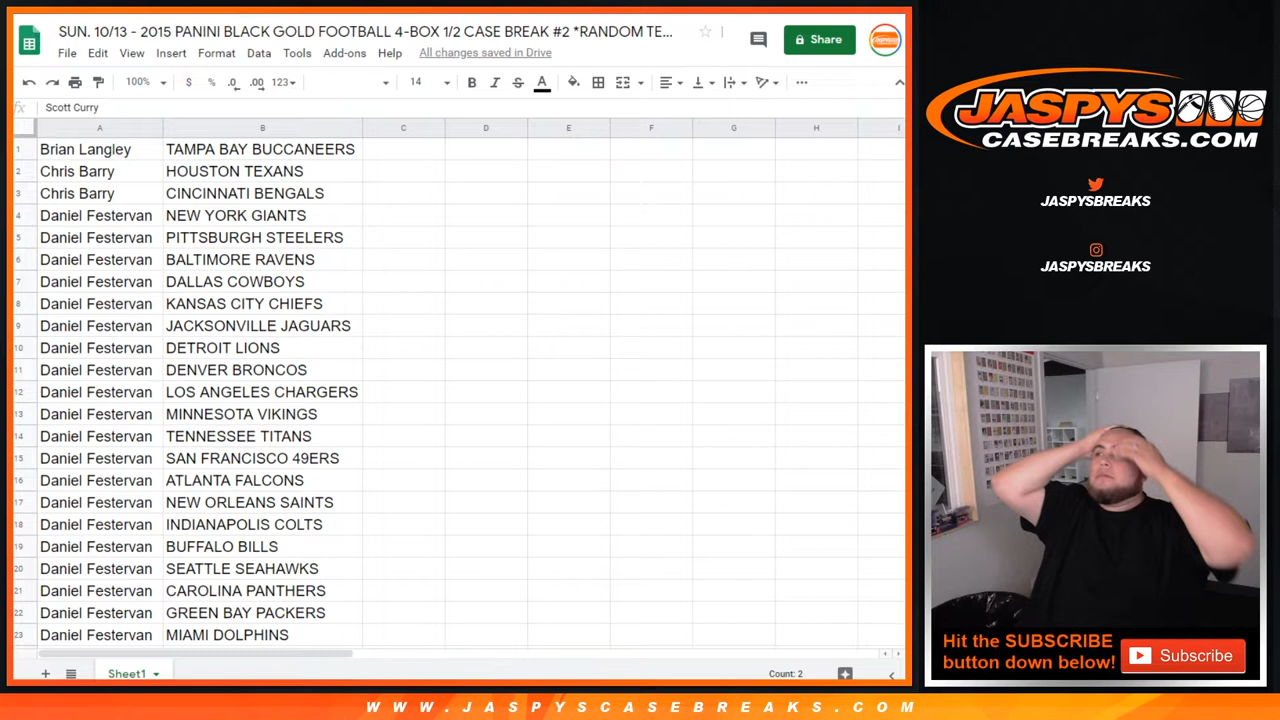 SUN. 10/13 - 2015 PANINI BLACK GOLD FOOTBALL 4-BOX 1/2 CASE BREAK #2 *RANDOM TE...
File Edit View Insert Format Data Tools Add-ons Help All changes saved in Drive
Share
100% $ % .0 .00 123 14 B I S A ...
fx Scott Curry
A B C D E F G H I
1 Brian Langley TAMPA BAY BUCCANEERS
2 Chris Barry HOUSTON TEXANS
3 Chris Barry CINCINNATI BENGALS
4 Daniel Festervan NEW YORK GIANTS
5 Daniel Festervan PITTSBURGH STEELERS
6 Daniel Festervan BALTIMORE RAVENS
7 Daniel Festervan DALLAS COWBOYS
8 Daniel Festervan KANSAS CITY CHIEFS
9 Daniel Festervan JACKSONVILLE JAGUARS
10 Daniel Festervan DETROIT LIONS
11 Daniel Festervan DENVER BRONCOS
12 Daniel Festervan LOS ANGELES CHARGERS
13 Daniel Festervan MINNESOTA VIKINGS
14 Daniel Festervan TENNESSEE TITANS
15 Daniel Festervan SAN FRANCISCO 49ERS
16 Daniel Festervan ATLANTA FALCONS
17 Daniel Festervan NEW ORLEANS SAINTS
18 Daniel Festervan INDIANAPOLIS COLTS
19 Daniel Festervan BUFFALO BILLS
20 Daniel Festervan SEATTLE SEAHAWKS
21 Daniel Festervan CAROLINA PANTHERS
22 Daniel Festervan GREEN BAY PACKERS
23 Daniel Festervan MIAMI DOLPHINS
Sheet1 Count: 2
JASPYS
CASEBREAKS.COM
JASPYSBREAKS
JASPYSBREAKS
Hit the SUBSCRIBE
button down below!
Subscribe
WWW.JASPYSCASEBREAKS.COM